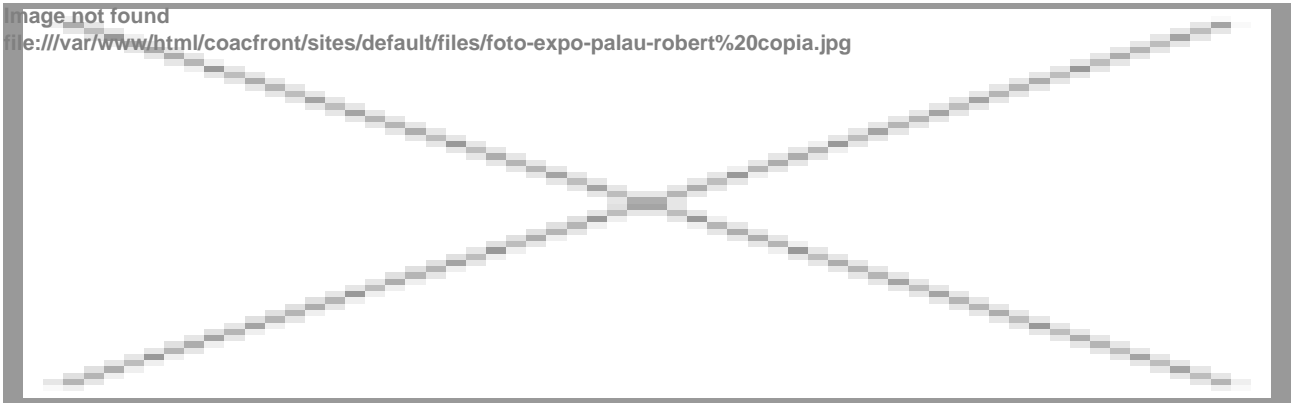 Image not found
file:///var/www/html/coacfront/sites/default/files/foto-expo-palau-robert%20copia.jpg